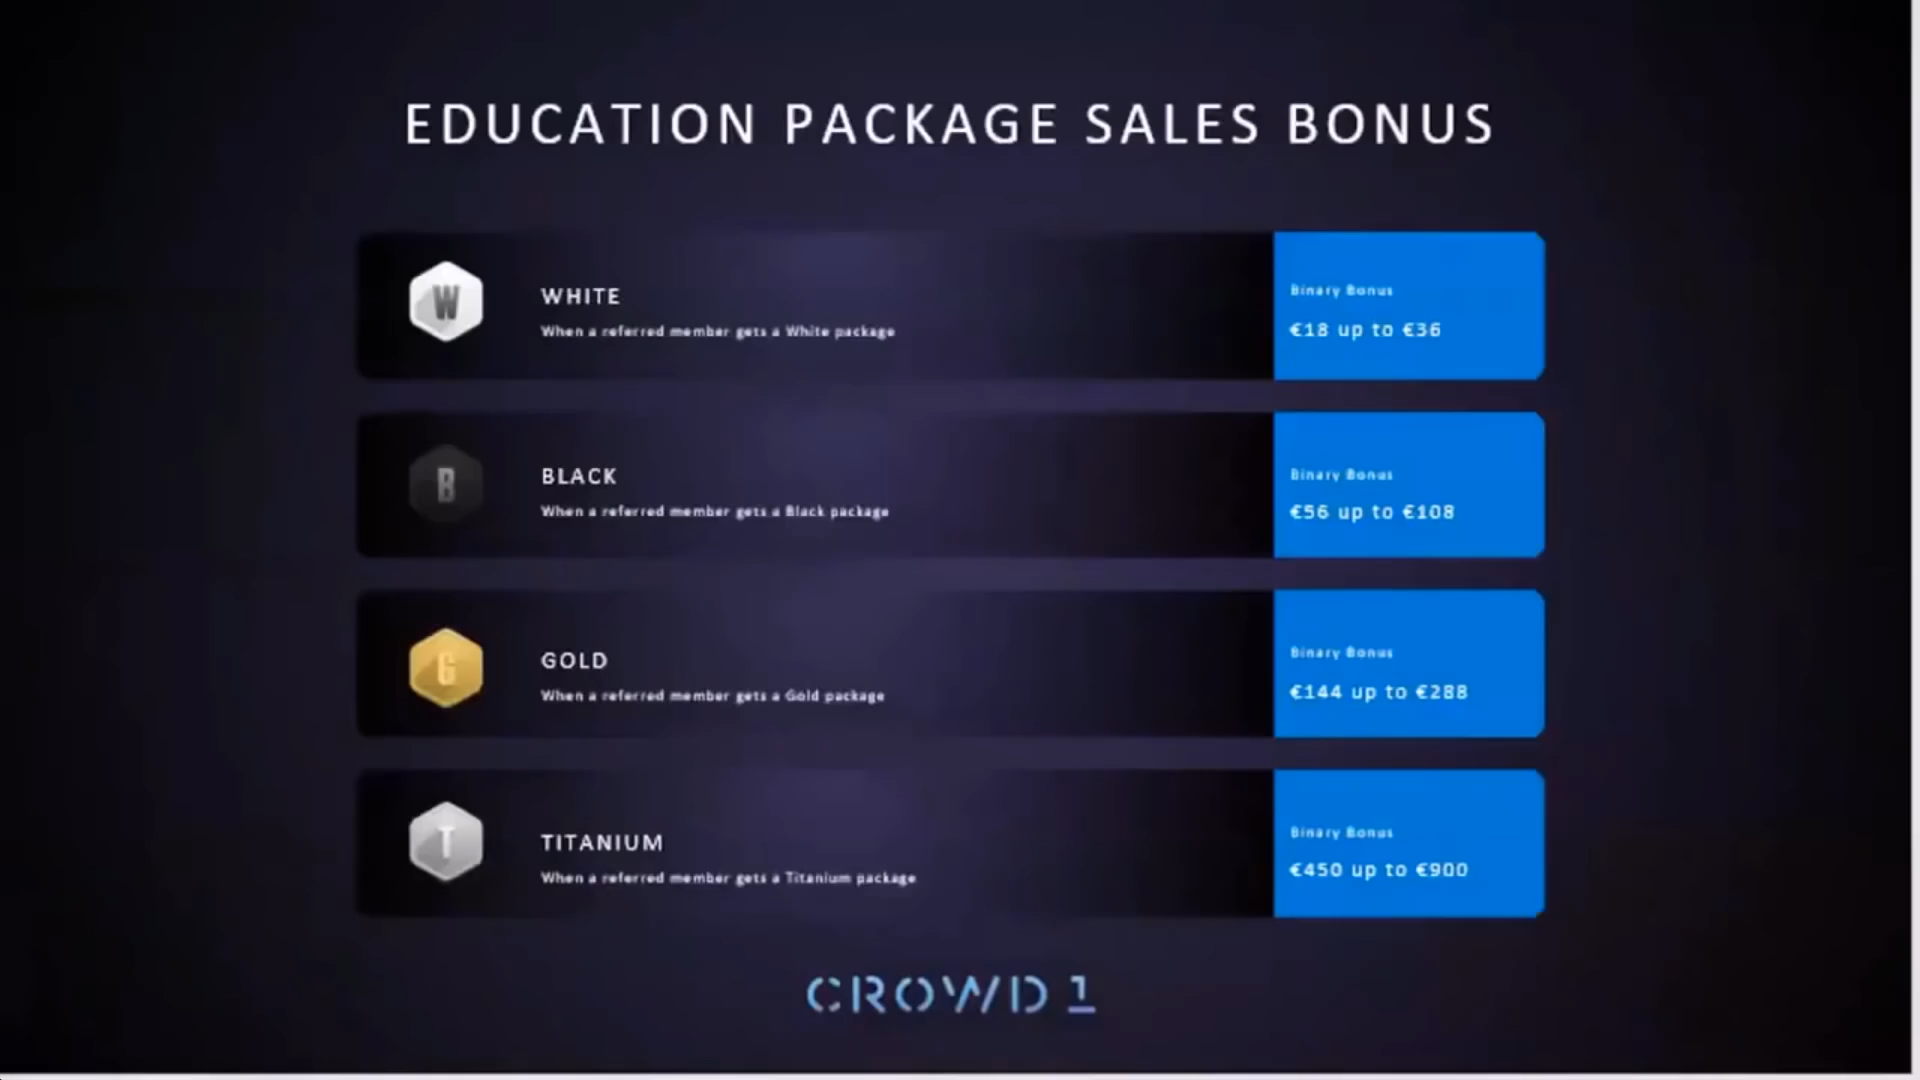 EDUCATION PACKAGE SALES BONUS
W
WHITE
When a referred member gets a White package
Binary Bonus
€18 up to €36
B
BLACK
When a referred member gets a Black package
Binary Bonus
€56 up to €108
G
GOLD
When a referred member gets a Gold package
Binary Bonus
€144 up to €288
T
TITANIUM
When a referred member gets a Titanium package
Binary Bonus
€450 up to €900
CROWD 1